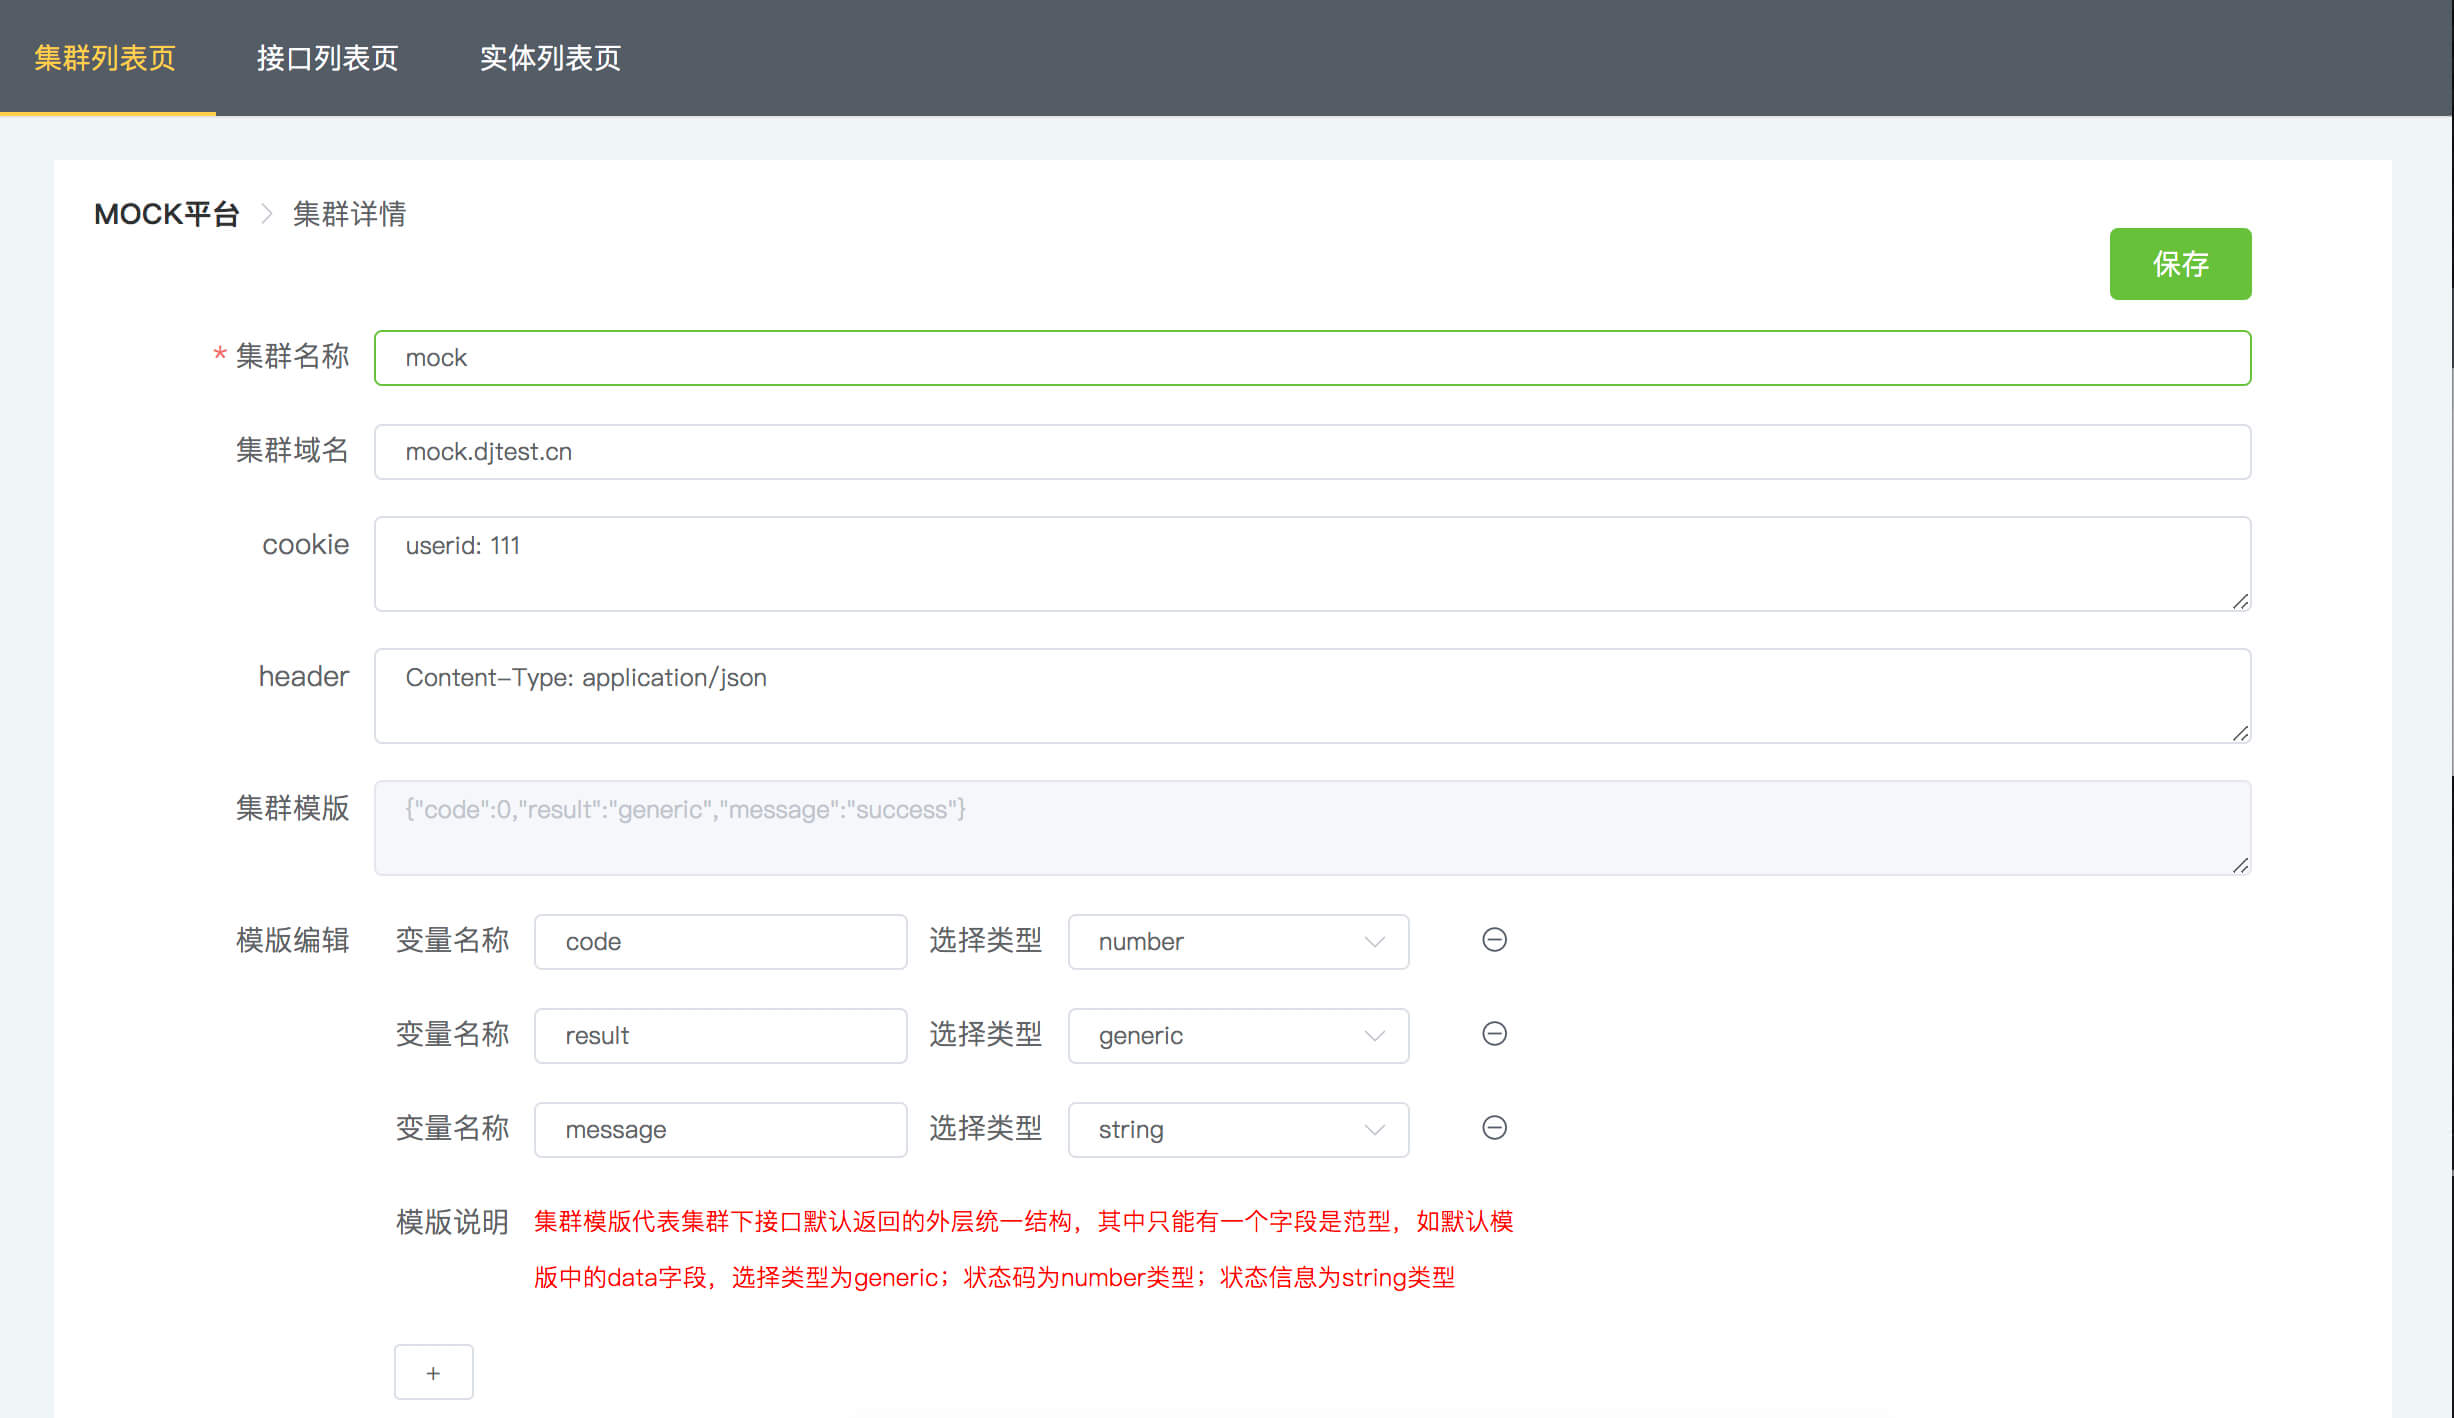 集群列表页 接口列表页 实体列表页
MOCK平台 > 集群详情
保存
* 集群名称 mock
集群域名 mock.djtest.cn
cookie userid: 111
header Content-Type: application/json
集群模版 {"code":0,"result":"generic","message":"success"}
模版编辑 变量名称 code 选择类型 number
变量名称 result 选择类型 generic
变量名称 message 选择类型 string
模版说明 集群模版代表集群下接口默认返回的外层统一结构，其中只能有一个字段是范型，如默认模
版中的data字段，选择类型为generic；状态码为number类型；状态信息为string类型
+